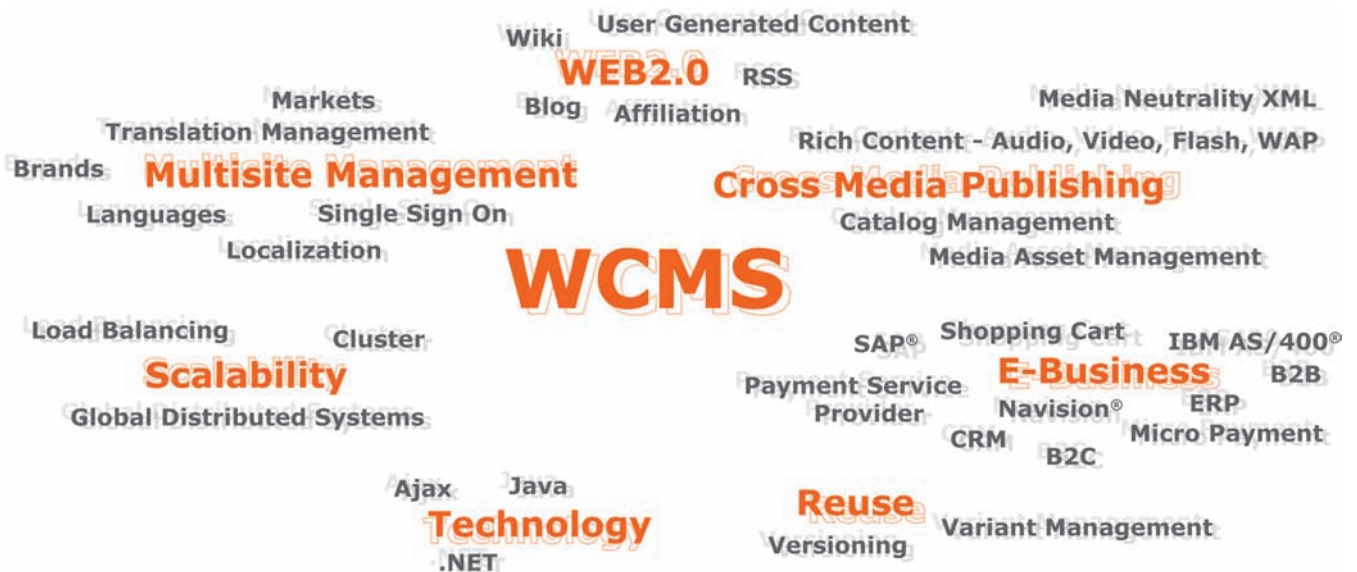 User Generated Content
Wiki
WEB2.0
RSS
Blog
Affiliation
Markets
Translation Management
Brands
Multisite Management
Languages
Single Sign On
Localization
Media Neutrality XML
Rich Content - Audio, Video, Flash, WAP
Cross Media Publishing
Catalog Management
Media Asset Management
WCMS
Load Balancing
Cluster
Scalability
Global Distributed Systems
SAP®
Shopping Cart
IBM AS/400®
E-Business
B2B
Payment Service
Provider
Navision®
ERP
CRM
Micro Payment
B2C
Ajax
Java
Technology
.NET
Reuse
Variant Management
Versioning